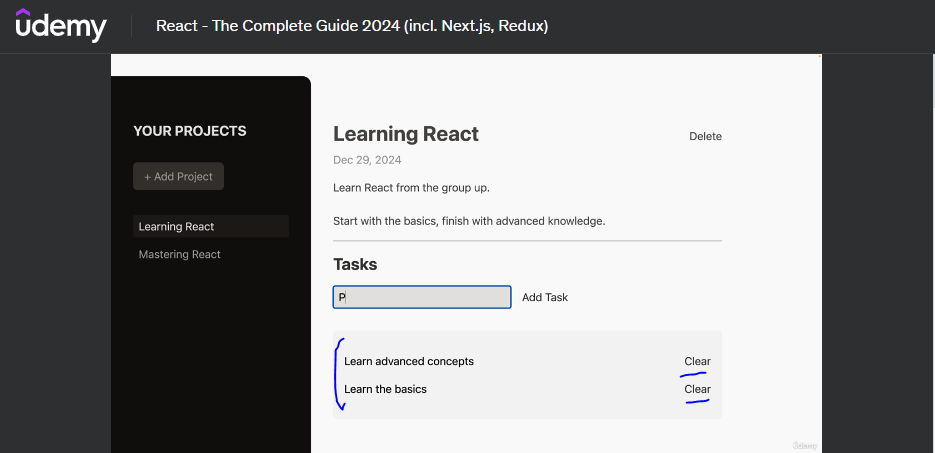 udemy
React - The Complete Guide 2024 (incl. Next.js, Redux)
YOUR PROJECTS
+ Add Project
Learning React
Mastering React
Learning React
Delete
Dec 29, 2024
Learn React from the group up.
Start with the basics, finish with advanced knowledge.
Tasks
P
Add Task
Learn advanced concepts
Clear
Learn the basics
Clear
udemy